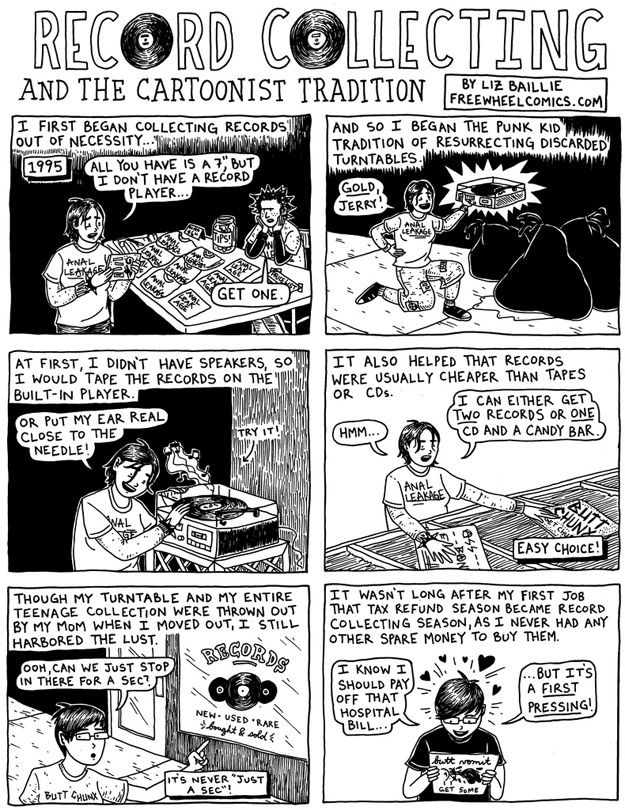 RECORD COLLECTING
AND THE CARTOONIST TRADITION
BY LIZ BAILLIE
FREEWHEELCOMICS.COM
I FIRST BEGAN COLLECTING RECORDS
OUT OF NECESSITY...
1995
ALL YOU HAVE IS A 7", BUT
I DON'T HAVE A RECORD
PLAYER...
TIPS!
ANAL
LEAKAGE
GET ONE.
AND SO I BEGAN THE PUNK KID
TRADITION OF RESURRECTING DISCARDED
TURNTABLES.
GOLD,
JERRY!
ANAL
LEAKAGE
AT FIRST, I DIDN'T HAVE SPEAKERS, SO
I WOULD TAPE THE RECORDS ON THE
BUILT-IN PLAYER.
OR PUT MY EAR REAL
CLOSE TO THE
NEEDLE!
TRY IT!
IT ALSO HELPED THAT RECORDS
WERE USUALLY CHEAPER THAN TAPES
OR CDs.
HMM...
I CAN EITHER GET
TWO RECORDS OR ONE
CD AND A CANDY BAR.
ANAL
LEAKAGE
BUTT
CHUNX
EASY CHOICE!
THOUGH MY TURNTABLE AND MY ENTIRE
TEENAGE COLLECTION WERE THROWN OUT
BY MY MOM WHEN I MOVED OUT, I STILL
HARBORED THE LUST.
OOH, CAN WE JUST STOP
IN THERE FOR A SEC?
RECORDS
NEW · USED · RARE
bought & sold
BUTT CHUNX
IT'S NEVER "JUST
A SEC"!
IT WASN'T LONG AFTER MY FIRST JOB
THAT TAX REFUND SEASON BECAME RECORD
COLLECTING SEASON, AS I NEVER HAD ANY
OTHER SPARE MONEY TO BUY THEM.
I KNOW I
SHOULD PAY
OFF THAT
HOSPITAL
BILL...
...BUT IT'S
A FIRST
PRESSING!
butt vomit
GET SOME